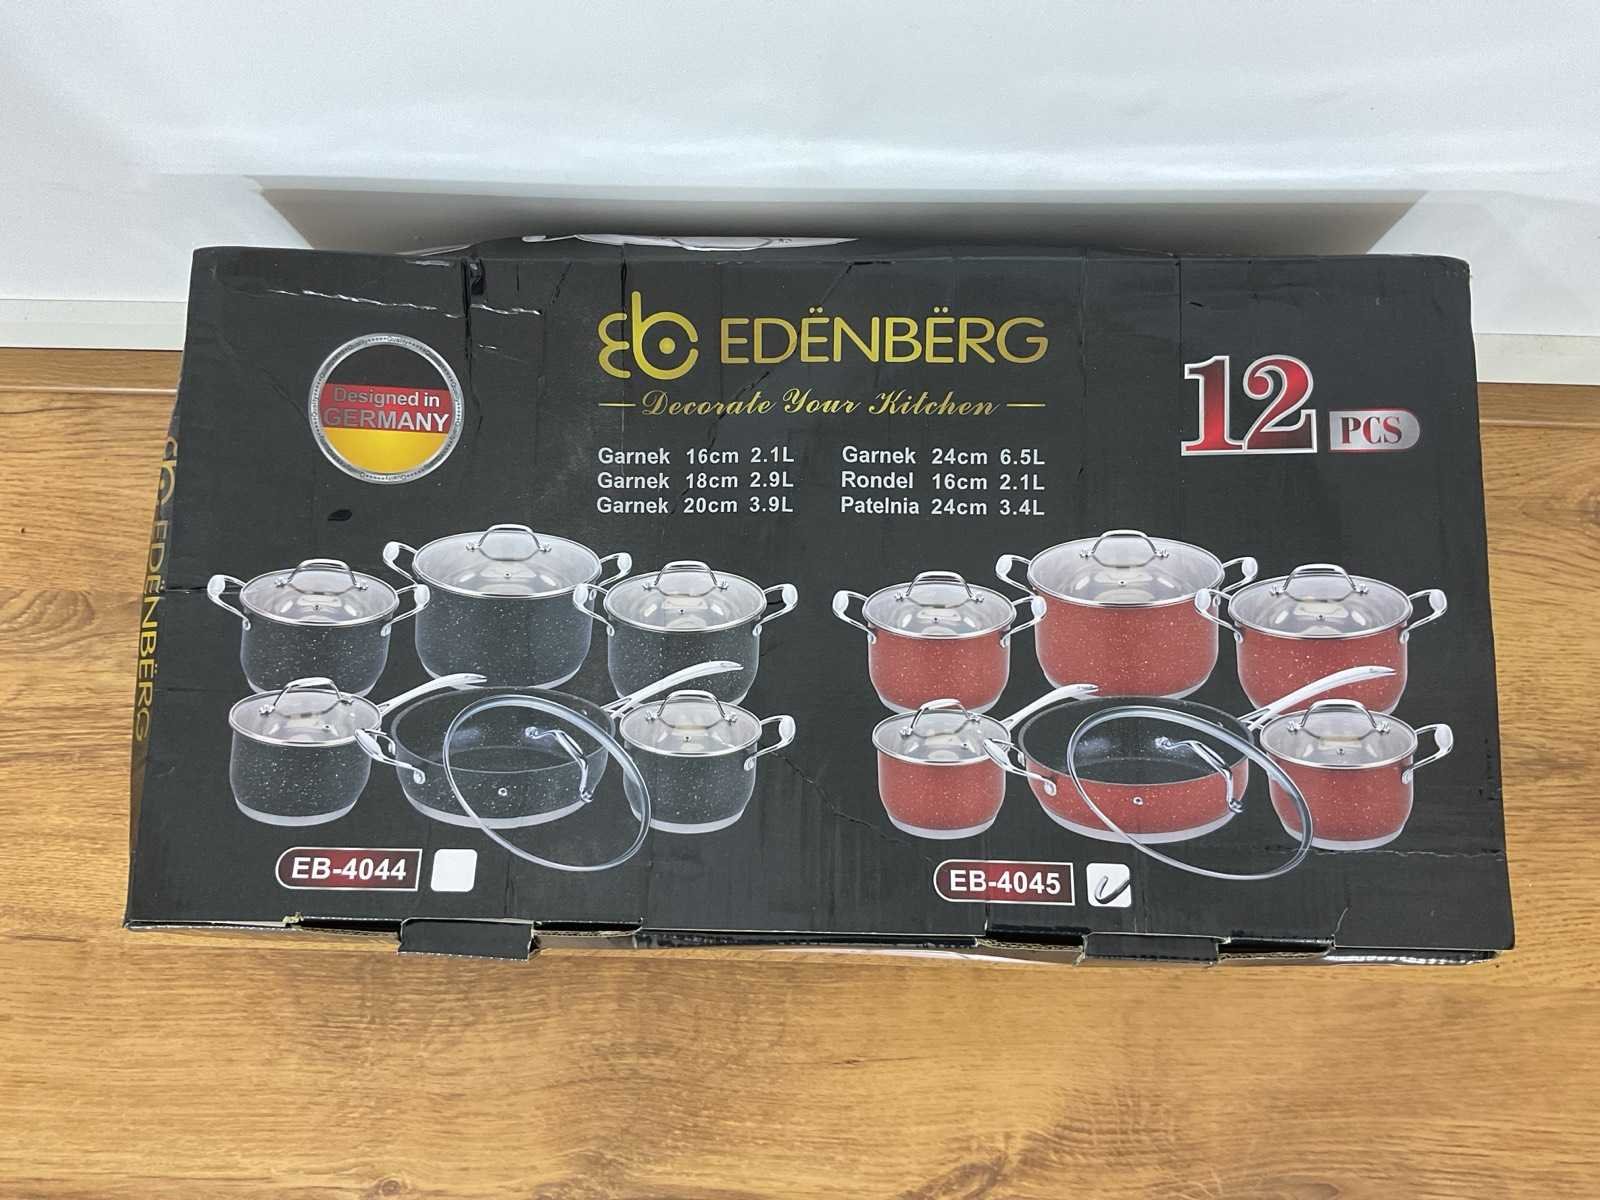 EDËNBËRG
Decorate Your Kitchen
Designed in
GERMANY
12
PCS
Garnek 16cm 2.1L
Garnek 18cm 2.9L
Garnek 20cm 3.9L
Garnek 24cm 6.5L
Rondel 16cm 2.1L
Patelnia 24cm 3.4L
EB-4044
EB-4045
EDËNBËRG